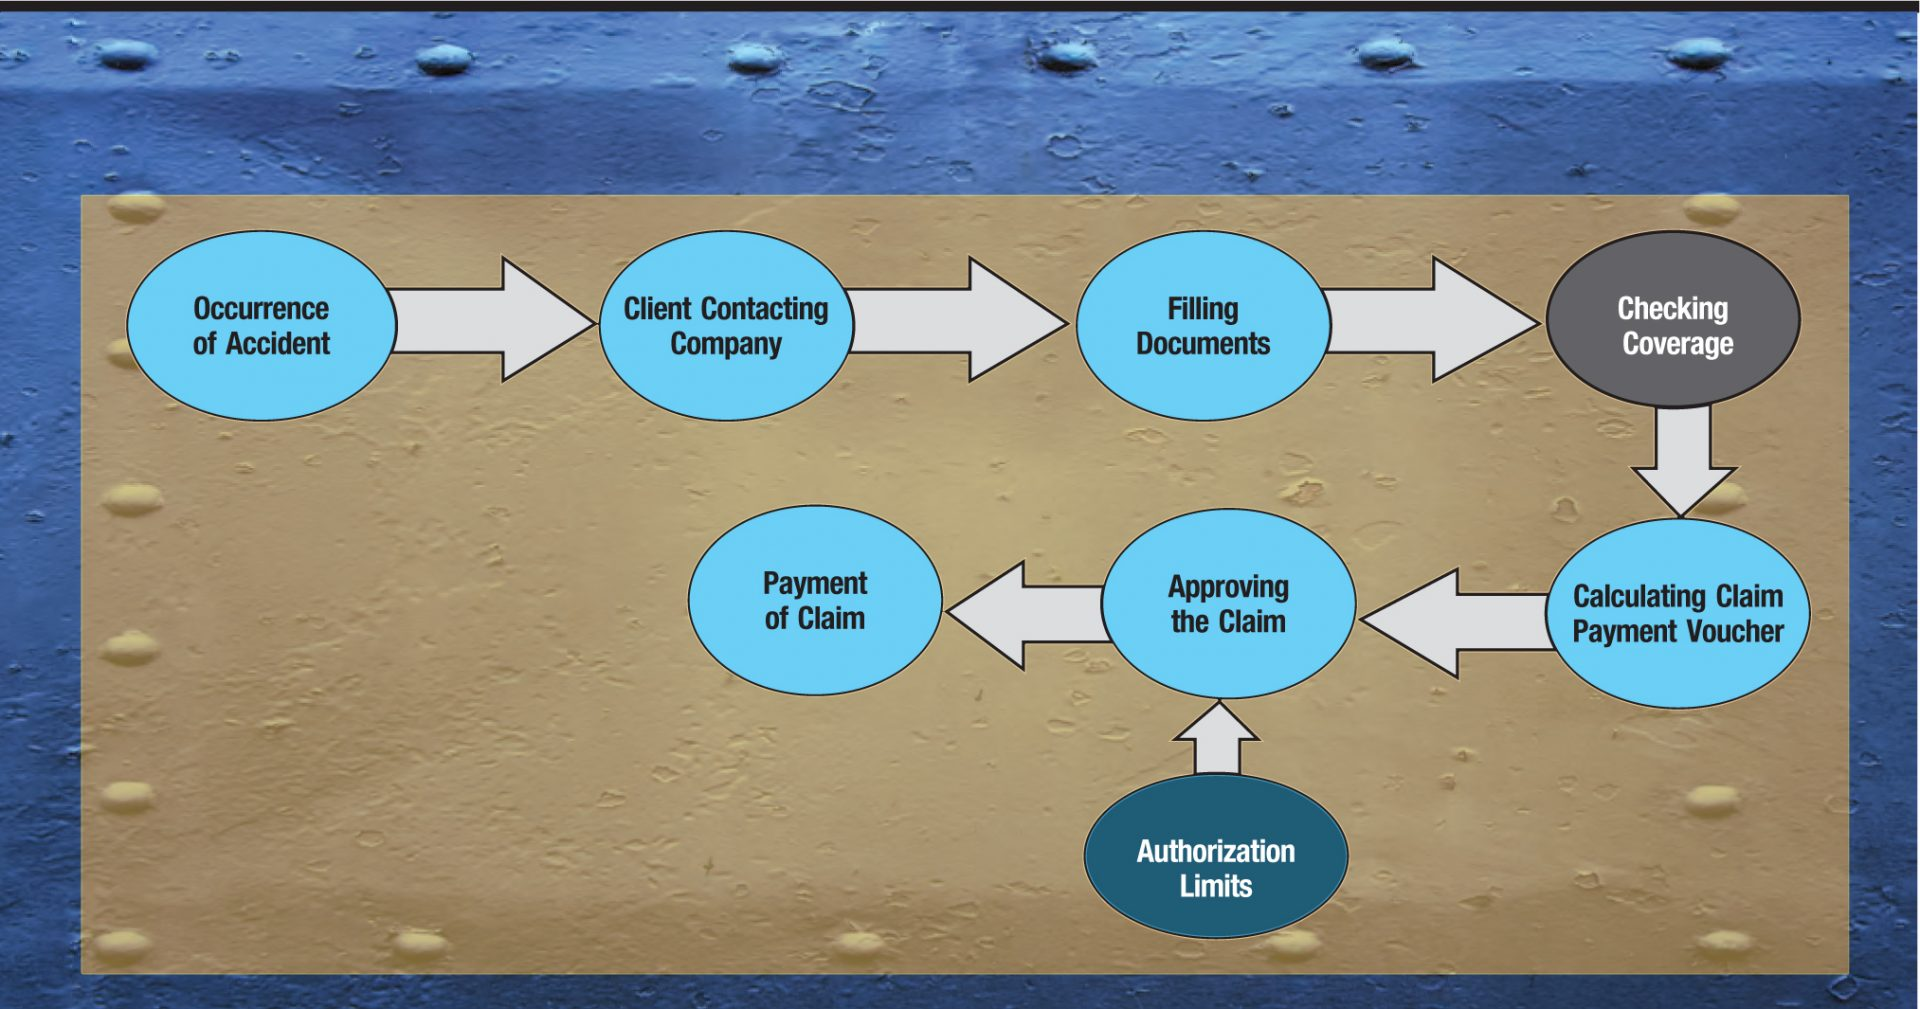 Occurrence
of Accident
Client Contacting
Company
Filling
Documents
Checking
Coverage
Calculating Claim
Payment Voucher
Approving
the Claim
Payment
of Claim
Authorization
Limits